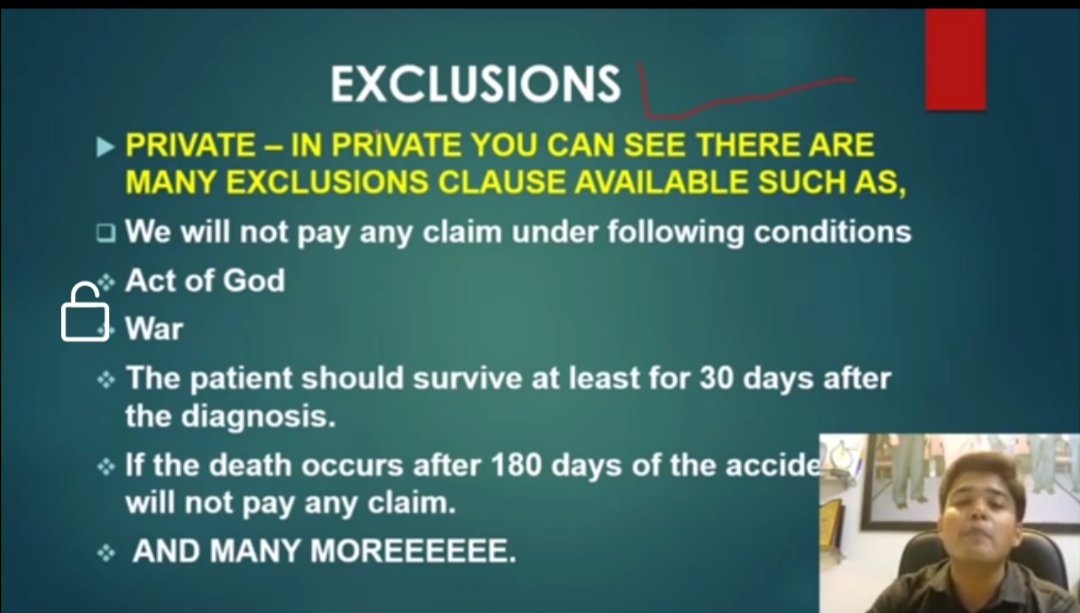 EXCLUSIONS
PRIVATE – IN PRIVATE YOU CAN SEE THERE ARE
MANY EXCLUSIONS CLAUSE AVAILABLE SUCH AS,
We will not pay any claim under following conditions
Act of God
War
The patient should survive at least for 30 days after
the diagnosis.
If the death occurs after 180 days of the accide
will not pay any claim.
AND MANY MOREEEEEE.